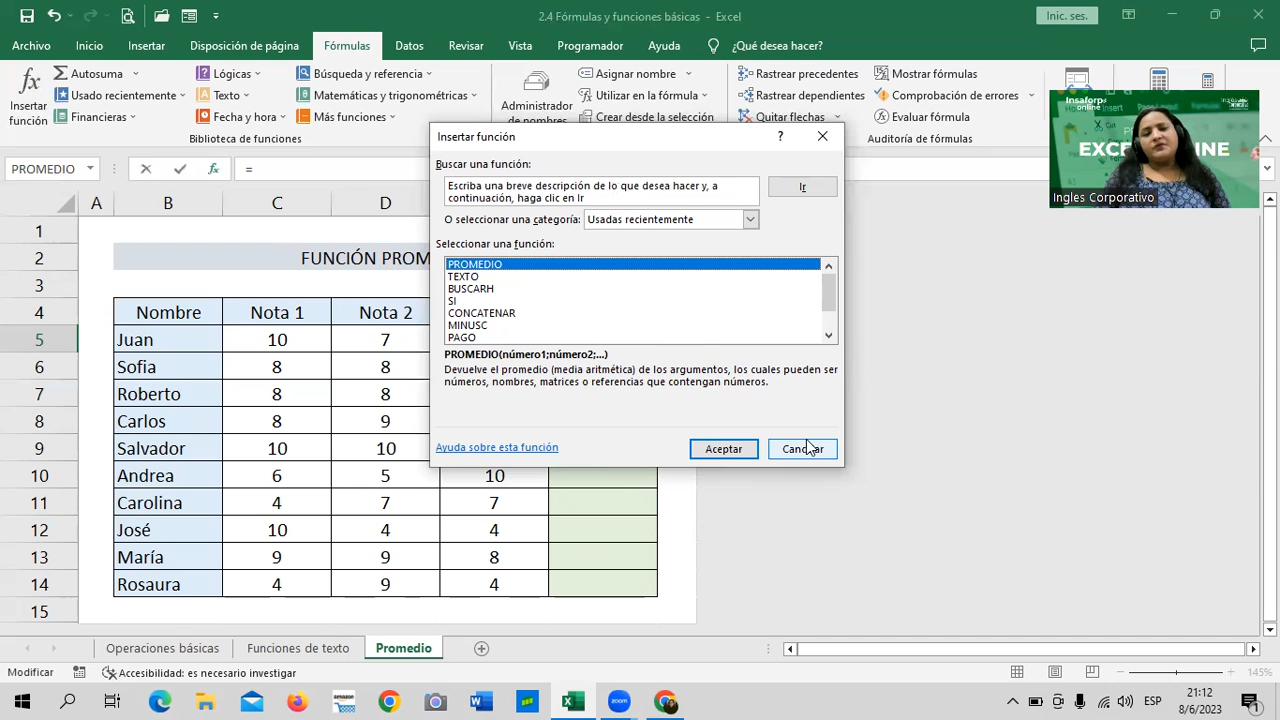 2.4 Fórmulas y funciones básicas - Excel
Inic. ses.
Archivo Inicio Insertar Disposición de página Fórmulas Datos Revisar Vista Programador Ayuda ¿Qué desea hacer?
Insertar función
Autosuma
Usado recientemente
Financieras
Lógicas
Texto
Fecha y hora
Búsqueda y referencia
Matemáticas y trigonométricas
Más funciones
Biblioteca de funciones
Administrador
de nombres
Asignar nombre
Utilizar en la fórmula
Crear desde la selección
Rastrear precedentes
Rastrear dependientes
Quitar flechas
Mostrar fórmulas
Comprobación de errores
Evaluar fórmula
Auditoría de fórmulas
Insaforp
online
Ingles Corporativo
PROMEDIO fx =
Insertar función ?
Buscar una función:
Escriba una breve descripción de lo que desea hacer y, a
continuación, haga clic en Ir
Ir
O seleccionar una categoría: Usadas recientemente
Seleccionar una función:
PROMEDIO
TEXTO
BUSCARH
SI
CONCATENAR
MINUSC
PAGO
PROMEDIO(número1;número2;...)
Devuelve el promedio (media aritmética) de los argumentos, los cuales pueden ser
números, nombres, matrices o referencias que contengan números.
Ayuda sobre esta función
Aceptar
A B C D
1
2 FUNCIÓN PROM
3
4 Nombre Nota 1 Nota 2
5 Juan 10 7
6 Sofia 8 8
7 Roberto 8 8
8 Carlos 8 9
9 Salvador 10 10
10 Andrea 6 5 10
11 Carolina 4 7 7
12 José 10 4 4
13 María 9 9 8
14 Rosaura 4 9 4
15
Operaciones básicas Funciones de texto Promedio
Modificar Accesibilidad: es necesario investigar 145%
amazon
zoom
ESP
21:12
8/6/2023